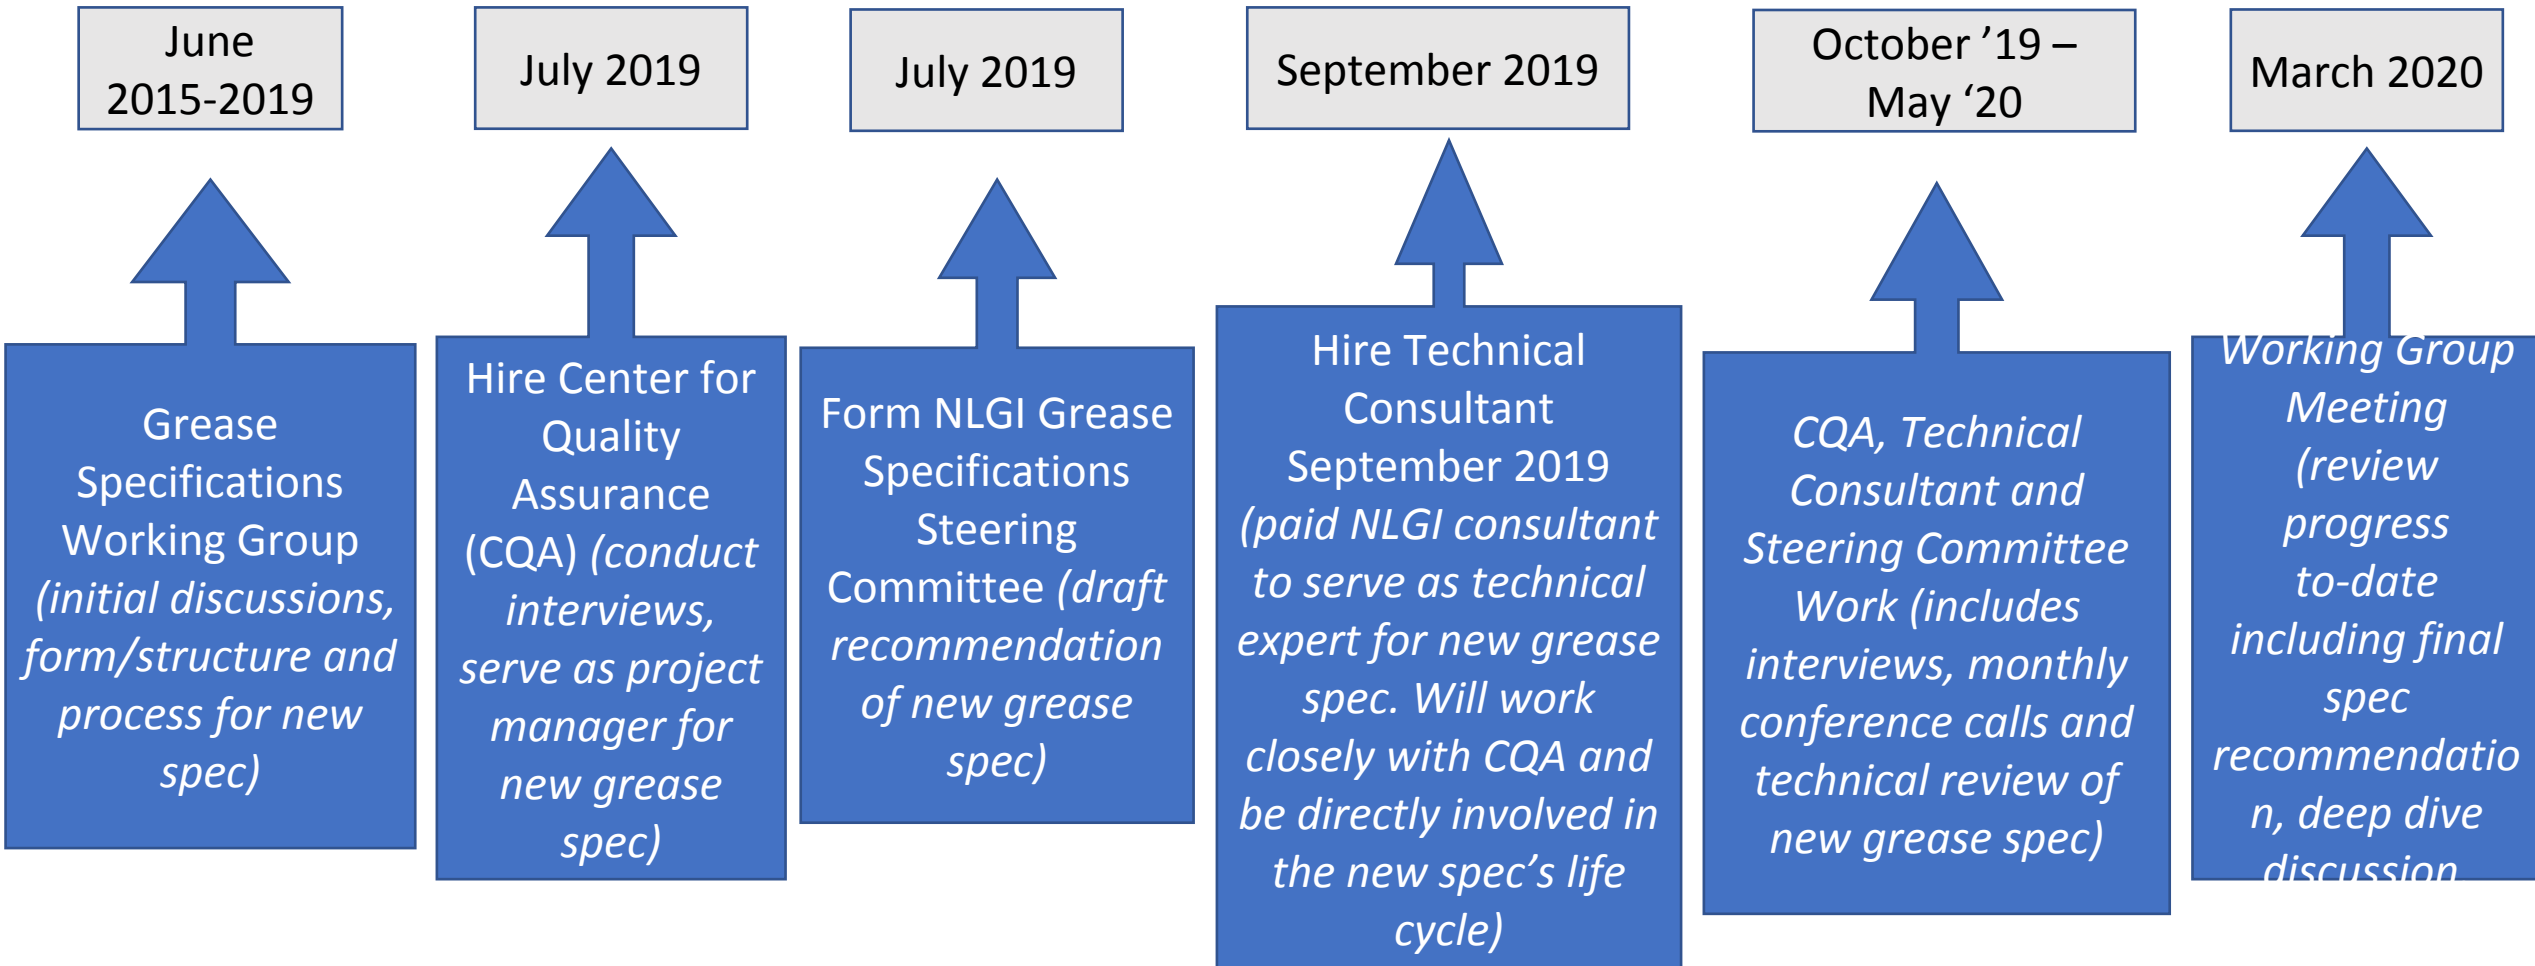 June
2015-2019
July 2019
July 2019
September 2019
October ’19 –
May ‘20
March 2020
Grease
Specifications
Working Group
(initial discussions,
form/structure and
process for new
spec)
Hire Center for
Quality
Assurance
(CQA) (conduct
interviews,
serve as project
manager for
new grease
spec)
Form NLGI Grease
Specifications
Steering
Committee (draft
recommendation
of new grease
spec)
Hire Technical
Consultant
September 2019
(paid NLGI consultant
to serve as technical
expert for new grease
spec. Will work
closely with CQA and
be directly involved in
the new spec’s life
cycle)
CQA, Technical
Consultant and
Steering Committee
Work (includes
interviews, monthly
conference calls and
technical review of
new grease spec)
Working Group
Meeting
(review
progress
to-date
including final
spec
recommendatio
n, deep dive
discussion